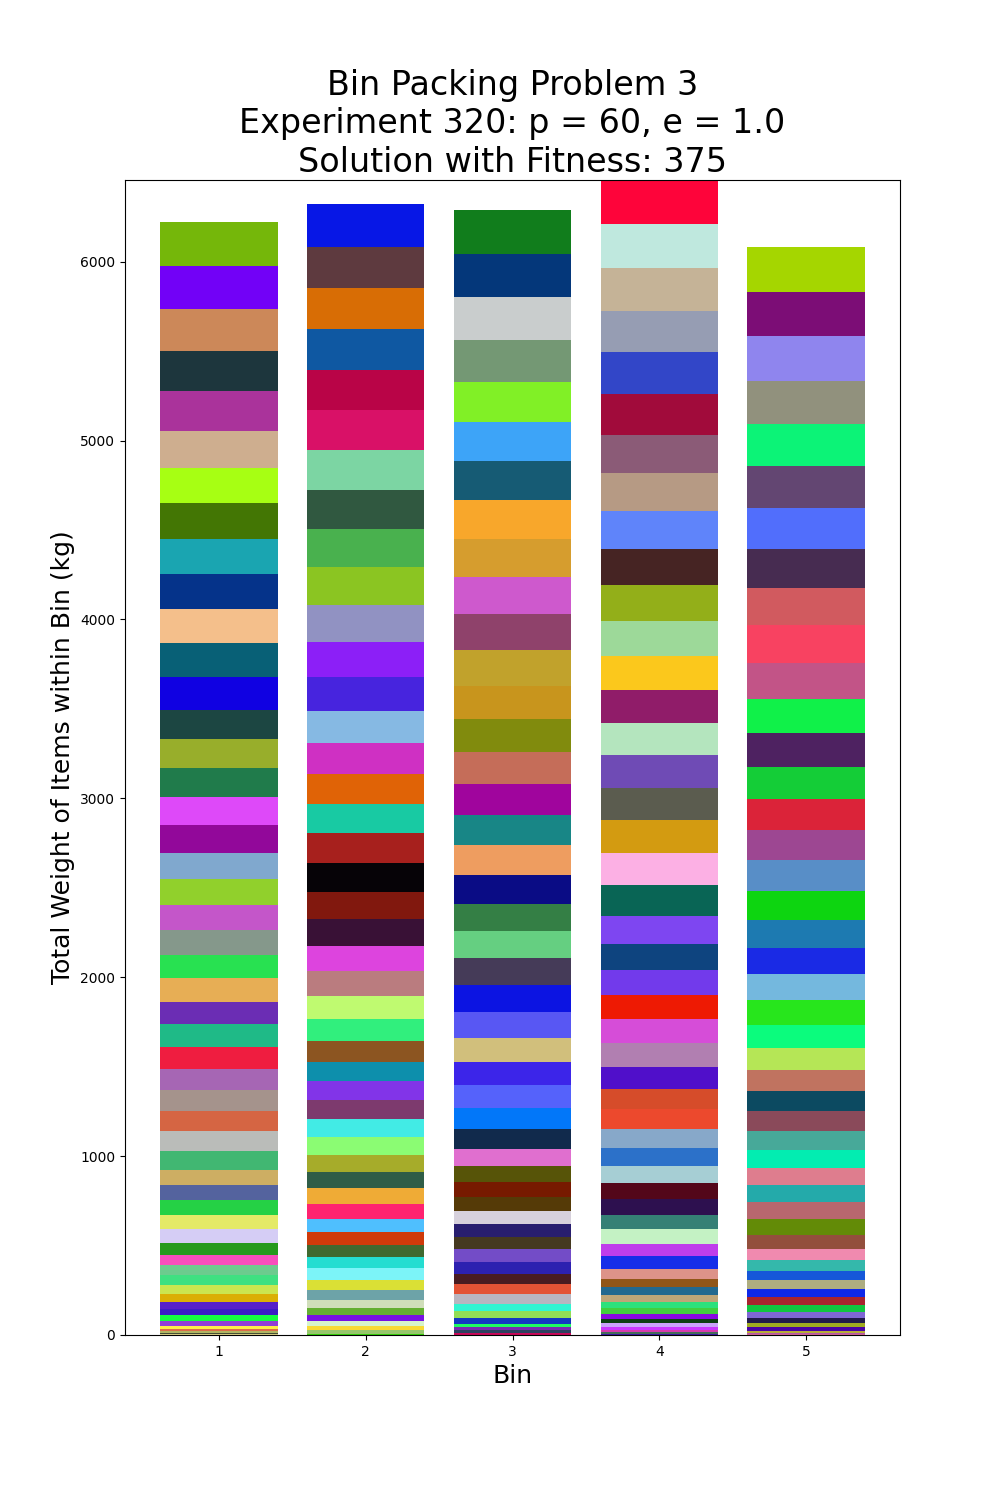 Bin Packing Problem 3
Experiment 320: p = 60, e = 1.0
Solution with Fitness: 375
Total Weight of Items within Bin (kg)
6000
5000
4000
3000
2000
1000
0
1 2 3 4 5
Bin